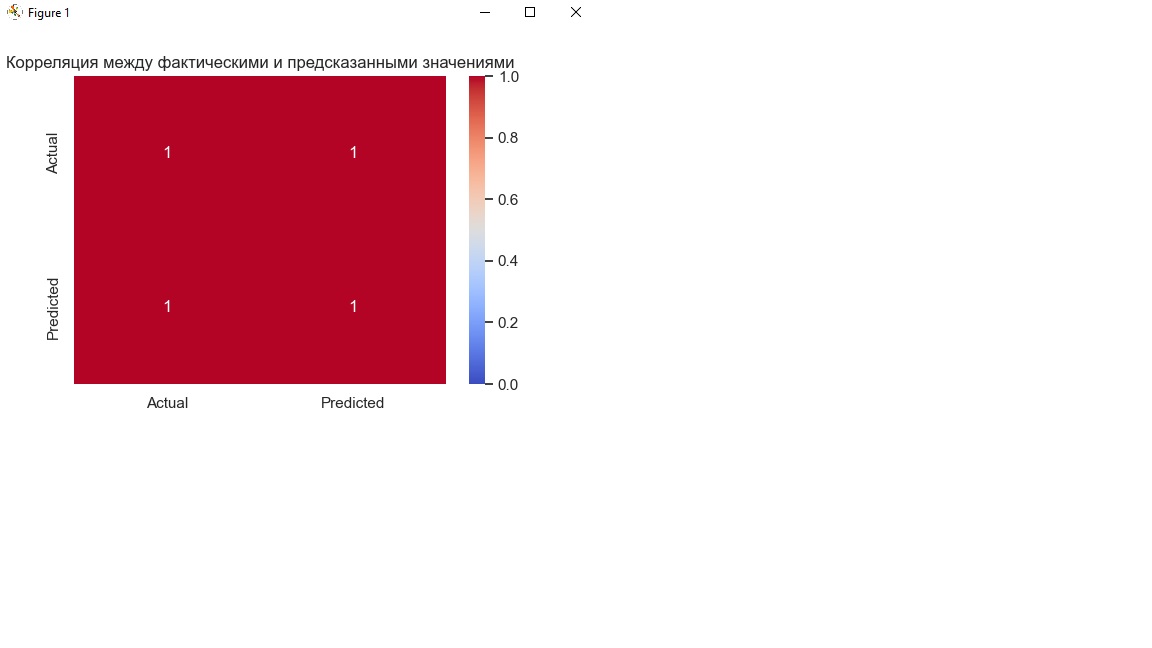 Figure 1
Корреляция между фактическими и предсказанными значениями
1.0
Actual
1 1
0.8
0.6
0.4
Predicted
1 1
0.2
0.0
Actual Predicted